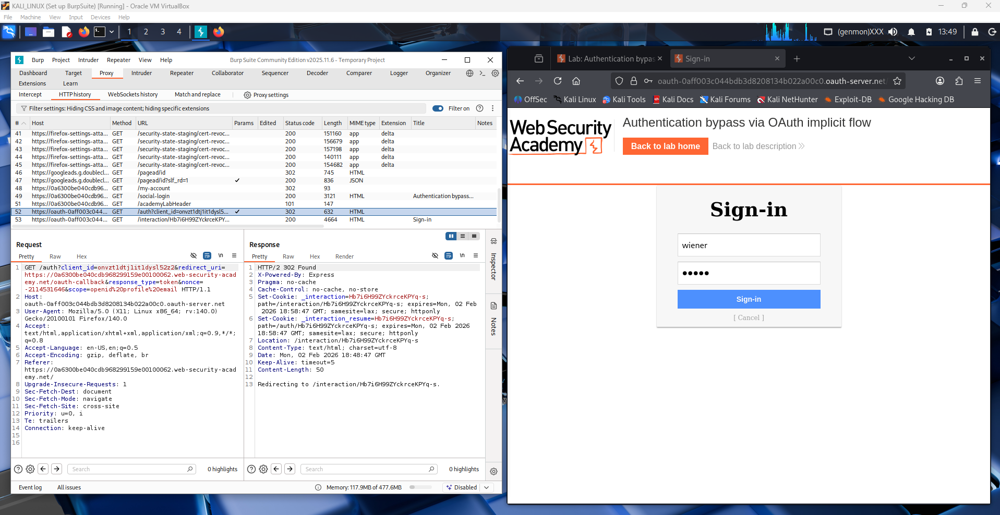 KALI_LINUX (Set up BurpSuite) [Running] - Oracle VM VirtualBox
File Machine View Input Devices Help
1 2 3 4 (genmon)XXX 13:49
Burp Project Intruder Repeater View Help Burp Suite Community Edition v2025.11.6 - Temporary Project
Dashboard Target Proxy Intruder Repeater Collaborator Sequencer Decoder Comparer Logger Organizer
Extensions Learn
Intercept HTTP history WebSockets history Match and replace Proxy settings
Filter settings: Hiding CSS and image content; hiding specific extensions Filter on
# Host Method URL Params Edited Status code Length MIME type Extension Title Notes
41 https://firefox-settings-atta... GET /security-state-staging/cert-revoc... 200 151160 app delta
42 https://firefox-settings-atta... GET /security-state-staging/cert-revoc... 200 156679 app delta
43 https://firefox-settings-atta... GET /security-state-staging/cert-revoc... 200 157198 app delta
44 https://firefox-settings-atta... GET /security-state-staging/cert-revoc... 200 140111 app delta
45 https://firefox-settings-atta... GET /security-state-staging/cert-revoc... 200 154682 app delta
46 https://googleads.g.doublecl... GET /pagead/id 302 745 HTML
47 https://googleads.g.doublecl... GET /pagead/id?slf_rd=1 ✓ 200 836 JSON
48 https://0a6300be040cdb96... GET /my-account 302 93
49 https://0a6300be040cdb96... GET /social-login 200 3121 HTML Authentication bypass...
51 https://0a6300be040cdb96... GET /academyLabHeader 101 147
52 https://oauth-0aff003c044... GET /auth?client_id=onvzt1dtj1it1dysl5... ✓ 302 632 HTML
53 https://oauth-0aff003c044... GET /interaction/Hb7i6H99ZYckrceKPY... 200 4664 HTML Sign-in
Request
Pretty Raw Hex \n
1 GET /auth?client_id=onvzt1dtj1it1dysl52z2&redirect_uri=
https://0a6300be040cdb968299159e00100062.web-security-acad
emy.net/oauth-callback&response_type=token&nonce=
-2114531646&scope=openid%20profile%20email HTTP/1.1
2 Host:
oauth-0aff003c044bdb3d8208134b022a00c0.oauth-server.net
3 User-Agent: Mozilla/5.0 (X11; Linux x86_64; rv:140.0)
Gecko/20100101 Firefox/140.0
4 Accept:
text/html,application/xhtml+xml,application/xml;q=0.9,*/*;
q=0.8
5 Accept-Language: en-US,en;q=0.5
6 Accept-Encoding: gzip, deflate, br
7 Referer:
https://0a6300be040cdb968299159e00100062.web-security-acad
emy.net/
8 Upgrade-Insecure-Requests: 1
9 Sec-Fetch-Dest: document
10 Sec-Fetch-Mode: navigate
11 Sec-Fetch-Site: cross-site
12 Priority: u=0, i
13 Te: trailers
14 Connection: keep-alive
15
16
Search 0 highlights
Response
Pretty Raw Hex Render \n
1 HTTP/2 302 Found
2 X-Powered-By: Express
3 Pragma: no-cache
4 Cache-Control: no-cache, no-store
5 Set-Cookie: _interaction=Hb7i6H99ZYckrceKPYq-s;
path=/interaction/Hb7i6H99ZYckrceKPYq-s; expires=Mon, 02 Feb
2026 18:58:47 GMT; samesite=lax; secure; httponly
6 Set-Cookie: _interaction_resume=Hb7i6H99ZYckrceKPYq-s;
path=/auth/Hb7i6H99ZYckrceKPYq-s; expires=Mon, 02 Feb 2026
18:58:47 GMT; samesite=lax; secure; httponly
7 Location: /interaction/Hb7i6H99ZYckrceKPYq-s
8 Content-Type: text/html; charset=utf-8
9 Date: Mon, 02 Feb 2026 18:48:47 GMT
10 Keep-Alive: timeout=5
11 Content-Length: 50
12
13 Redirecting to /interaction/Hb7i6H99ZYckrceKPYq-s.
Search 0 highlights
Inspector
Notes
Event log All issues Memory: 117.9MB of 477.6MB Disabled
Lab: Authentication bypas Sign-in
oauth-0aff003c044bdb3d8208134b022a00c0.oauth-server.net/
OffSec Kali Linux Kali Tools Kali Docs Kali Forums Kali NetHunter Exploit-DB Google Hacking DB
Web Security
Academy
Authentication bypass via OAuth implicit flow
Back to lab home Back to lab description
Sign-in
wiener
•••••
Sign-in
[ Cancel ]